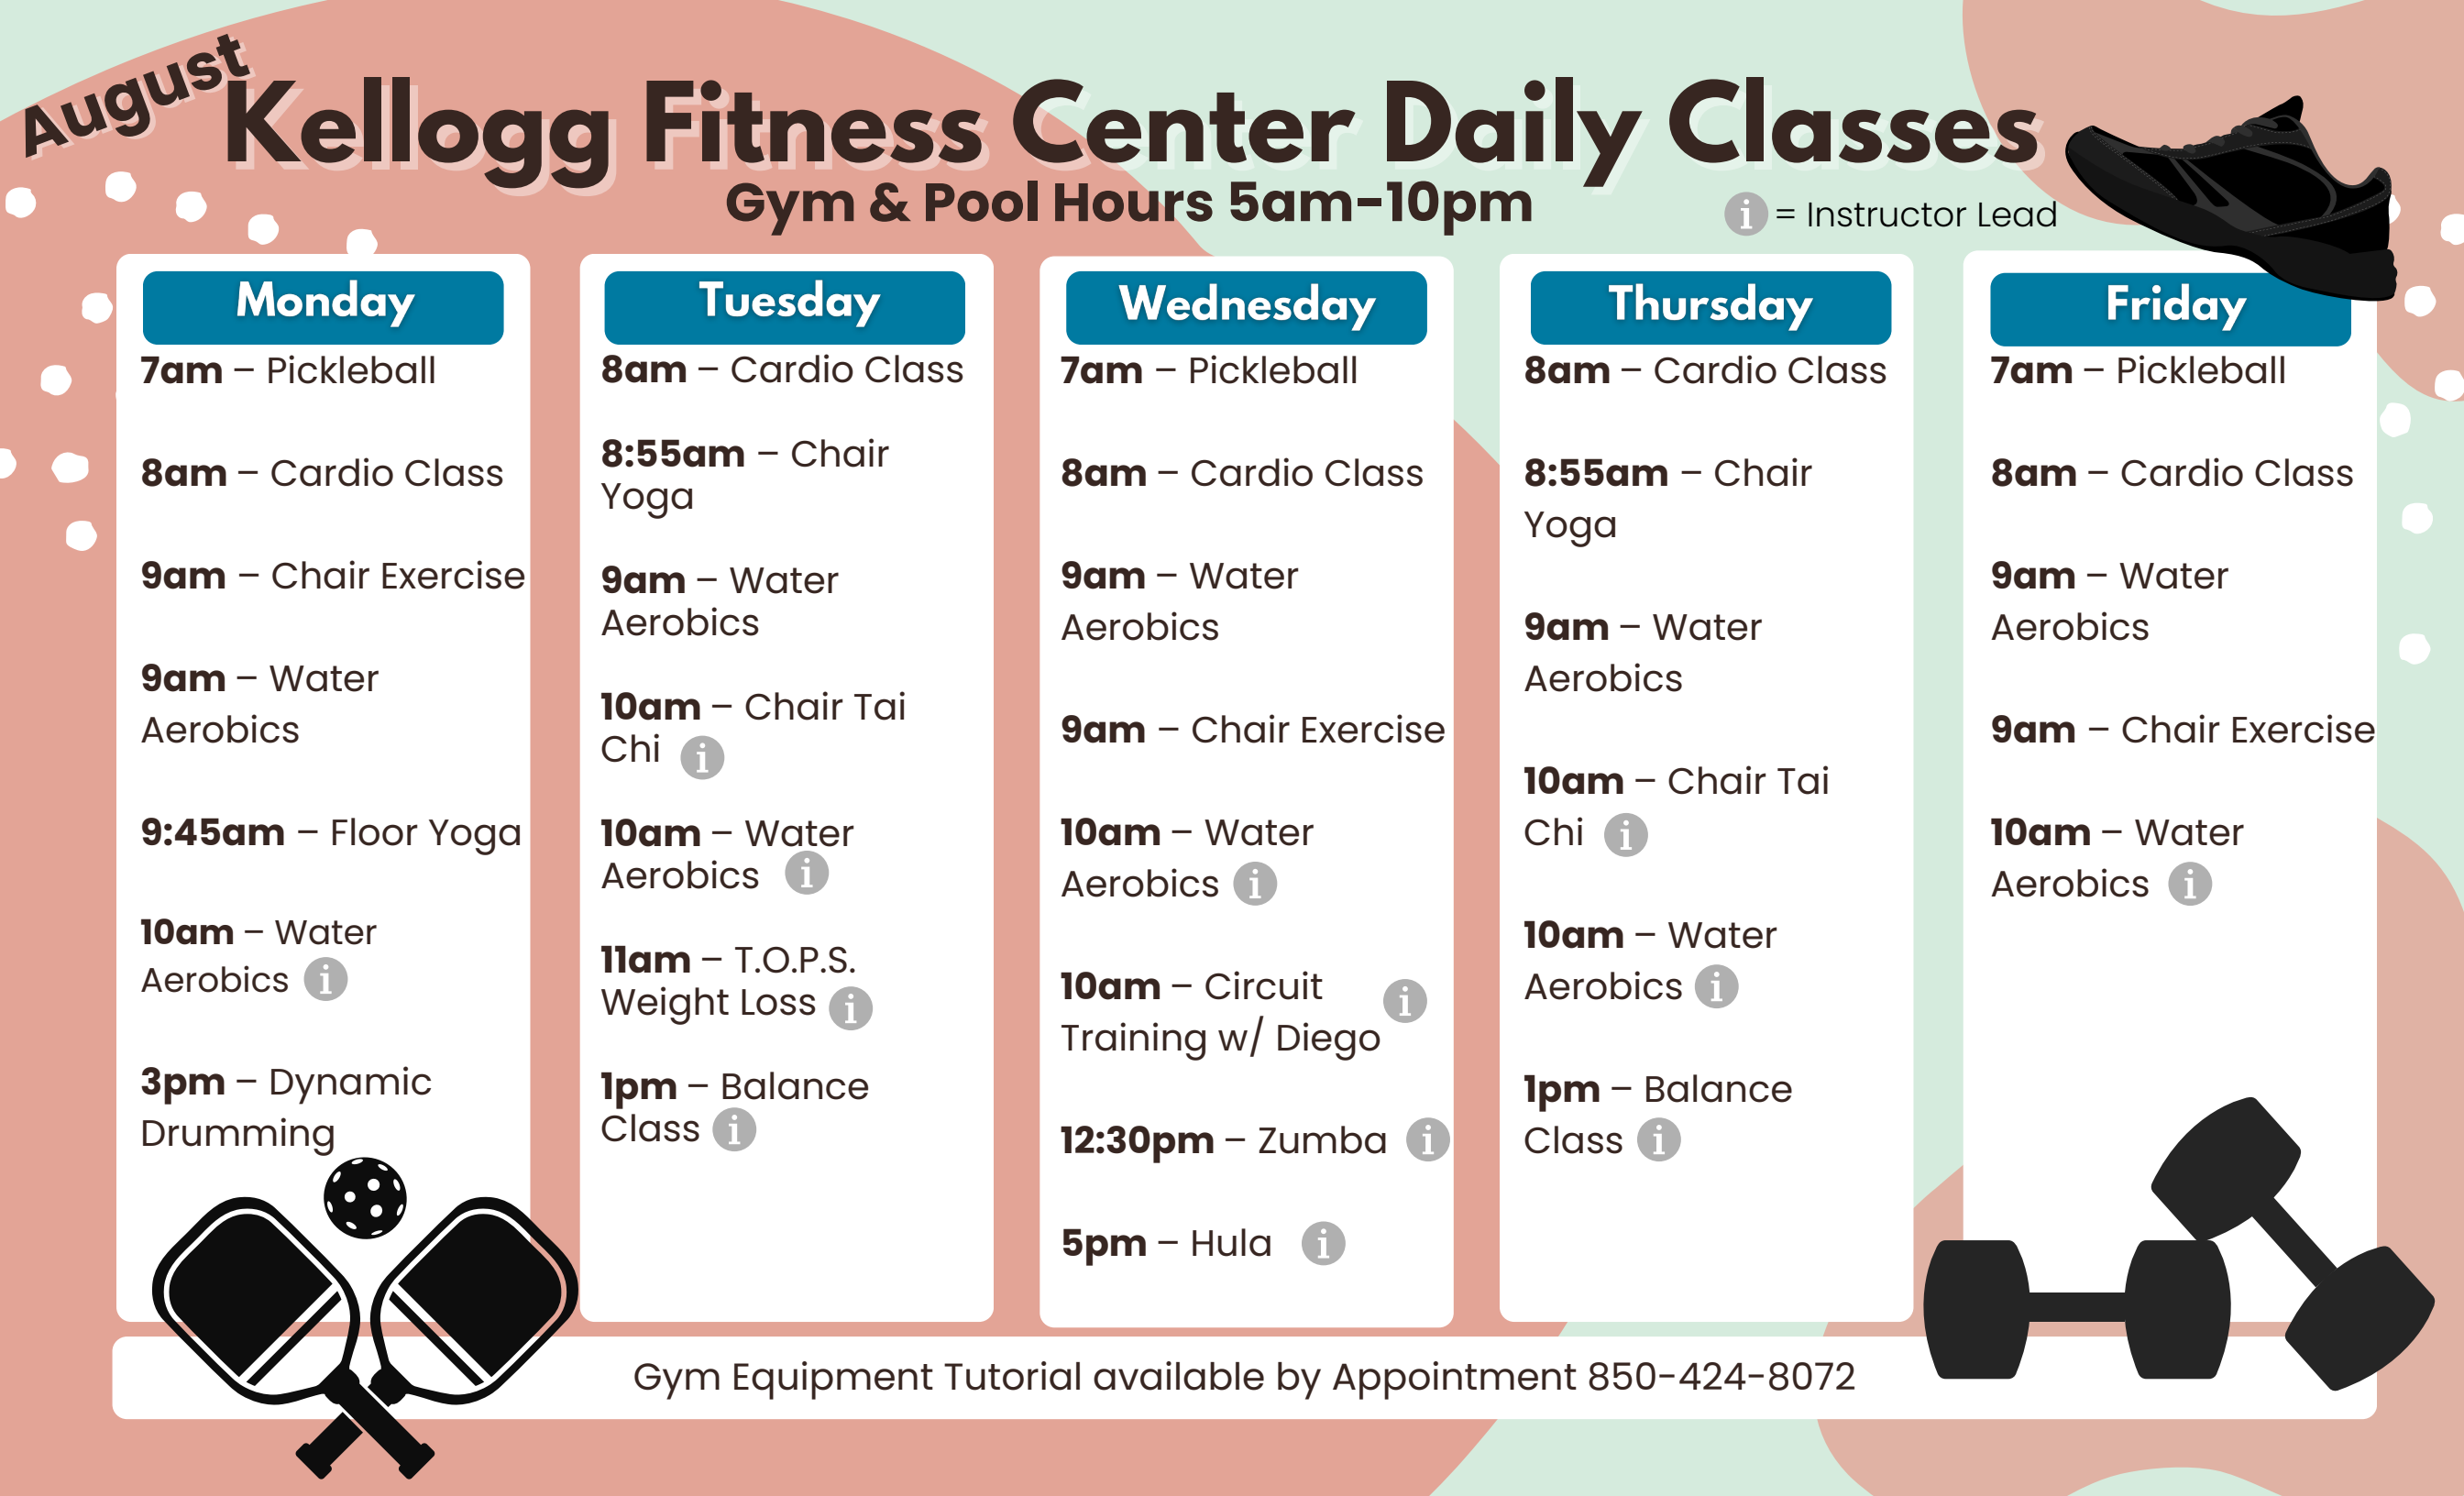 August
Kellogg Fitness Center Daily Classes
Gym & Pool Hours 5am-10pm
i = Instructor Lead
Monday
7am – Pickleball
8am – Cardio Class
9am – Chair Exercise
9am – Water
Aerobics
9:45am – Floor Yoga
10am – Water
Aerobics i
3pm – Dynamic
Drumming
Tuesday
8am – Cardio Class
8:55am – Chair
Yoga
9am – Water
Aerobics
10am – Chair Tai
Chi i
10am – Water
Aerobics i
11am – T.O.P.S.
Weight Loss i
1pm – Balance
Class i
Wednesday
7am – Pickleball
8am – Cardio Class
9am – Water
Aerobics
9am – Chair Exercise
10am – Water
Aerobics i
10am – Circuit i
Training w/ Diego
12:30pm – Zumba i
5pm – Hula i
Thursday
8am – Cardio Class
8:55am – Chair
Yoga
9am – Water
Aerobics
10am – Chair Tai
Chi i
10am – Water
Aerobics i
1pm – Balance
Class i
Friday
7am – Pickleball
8am – Cardio Class
9am – Water
Aerobics
9am – Chair Exercise
10am – Water
Aerobics i
Gym Equipment Tutorial available by Appointment 850-424-8072